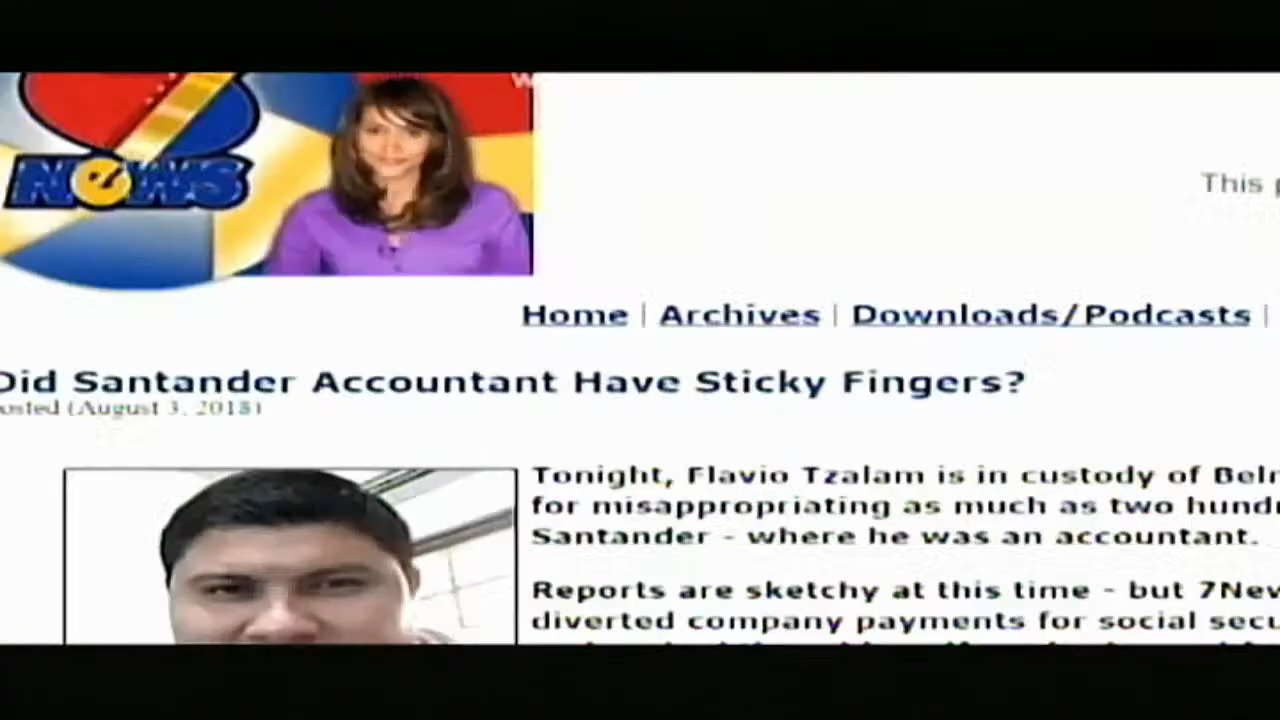 NEWS
This
Home | Archives | Downloads/Podcasts |
Did Santander Accountant Have Sticky Fingers?
osted (August 3, 2018)
Tonight, Flavio Tzalam is in custody of
for misappropriating as much as two
Santander - where he was an accountant.
Reports are sketchy at this time - but
diverted company payments for social